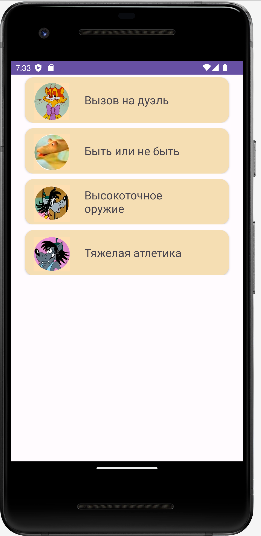 7:33
Вызов на дуэль
Быть или не быть
Высокоточное
оружие
Тяжелая атлетика